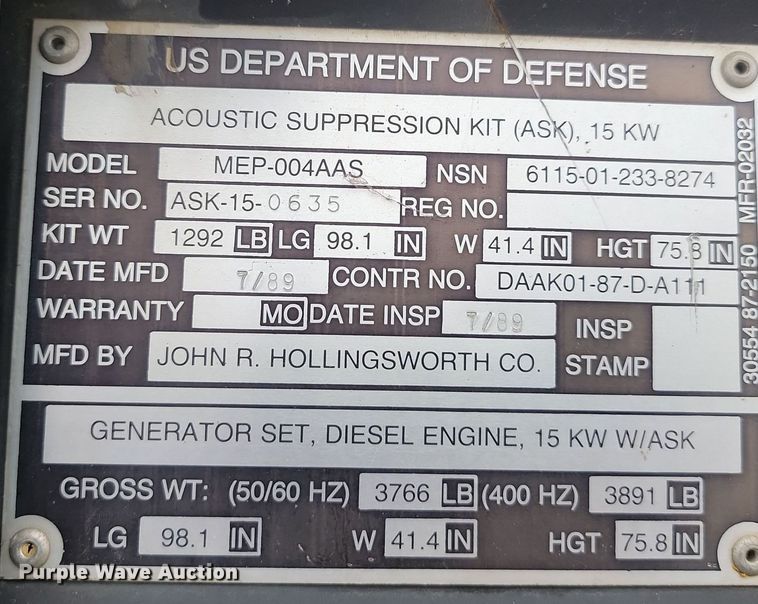 US DEPARTMENT OF DEFENSE
ACOUSTIC SUPPRESSION KIT (ASK), 15 KW
MODEL MEP-004AAS NSN 6115-01-233-8274
SER NO. ASK-15-0635 REG NO.
KIT WT 1292 LB LG 98.1 IN W 41.4 IN HGT 75.8 IN
DATE MFD 7/89 CONTR NO. DAAK01-87-D-A111
WARRANTY MO DATE INSP 7/89 INSP STAMP
MFD BY JOHN R. HOLLINGSWORTH CO.
30554 87-2150 MFR-02032
GENERATOR SET, DIESEL ENGINE, 15 KW W/ASK
GROSS WT: (50/60 HZ) 3766 LB (400 HZ) 3891 LB
LG 98.1 IN W 41.4 IN HGT 75.8 IN
Purple Wave Auction